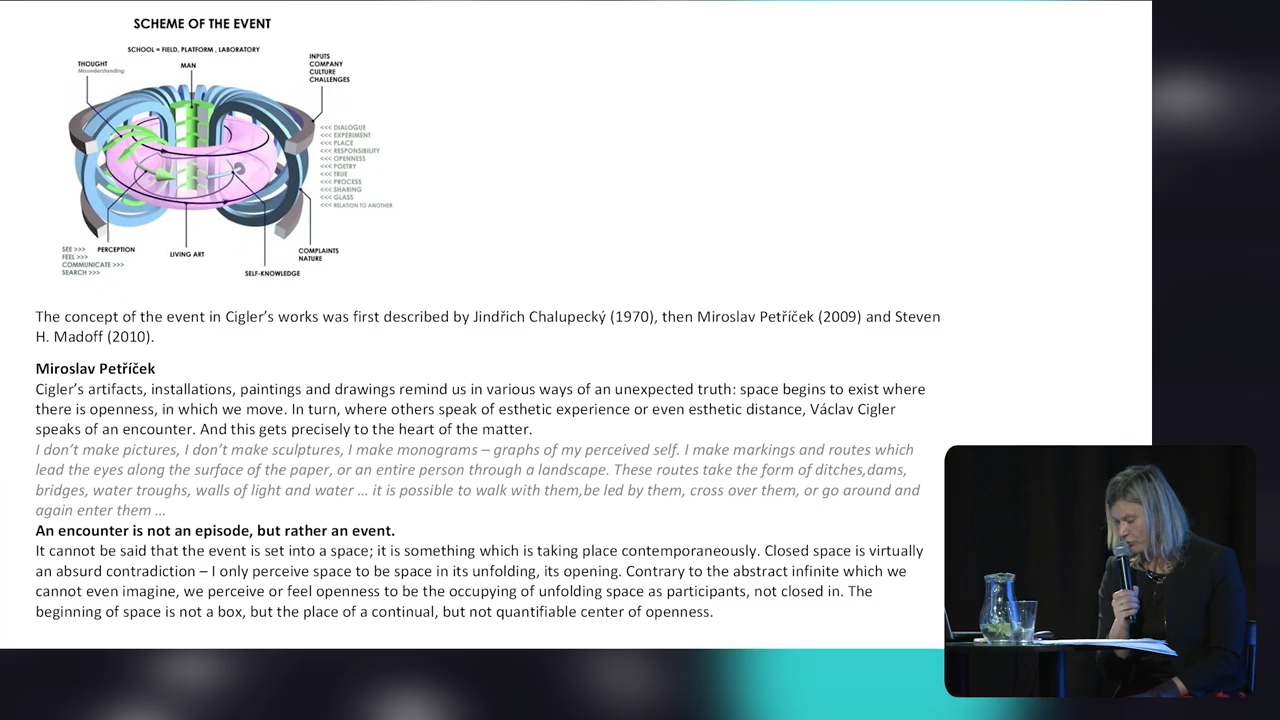 SCHEME OF THE EVENT
SCHOOL = FIELD, PLATFORM , LABORATORY
THOUGHT
Misunderstanding
MAN
INPUTS
COMPANY
CULTURE
CHALLENGES
<<< DIALOGUE
<<< EXPERIMENT
<<< PLACE
<<< RESPONSIBILITY
<<< OPENNESS
<<< POETRY
<<< TRUE
<<< PROCESS
<<< SHARING
<<< GLASS
<<< RELATION TO ANOTHER
SEE >>>
FEEL >>>
COMMUNICATE >>>
SEARCH >>>
PERCEPTION
LIVING ART
SELF-KNOWLEDGE
COMPLAINTS
NATURE
The concept of the event in Cigler's works was first described by Jindřich Chalupecký (1970), then Miroslav Petříček (2009) and Steven
H. Madoff (2010).
Miroslav Petříček
Cigler's artifacts, installations, paintings and drawings remind us in various ways of an unexpected truth: space begins to exist where
there is openness, in which we move. In turn, where others speak of esthetic experience or even esthetic distance, Václav Cigler
speaks of an encounter. And this gets precisely to the heart of the matter.
I don't make pictures, I don't make sculptures, I make monograms – graphs of my perceived self. I make markings and routes which
lead the eyes along the surface of the paper, or an entire person through a landscape. These routes take the form of ditches,dams,
bridges, water troughs, walls of light and water … it is possible to walk with them,be led by them, cross over them, or go around and
again enter them …
An encounter is not an episode, but rather an event.
It cannot be said that the event is set into a space; it is something which is taking place contemporaneously. Closed space is virtually
an absurd contradiction – I only perceive space to be space in its unfolding, its opening. Contrary to the abstract infinite which we
cannot even imagine, we perceive or feel openness to be the occupying of unfolding space as participants, not closed in. The
beginning of space is not a box, but the place of a continual, but not quantifiable center of openness.